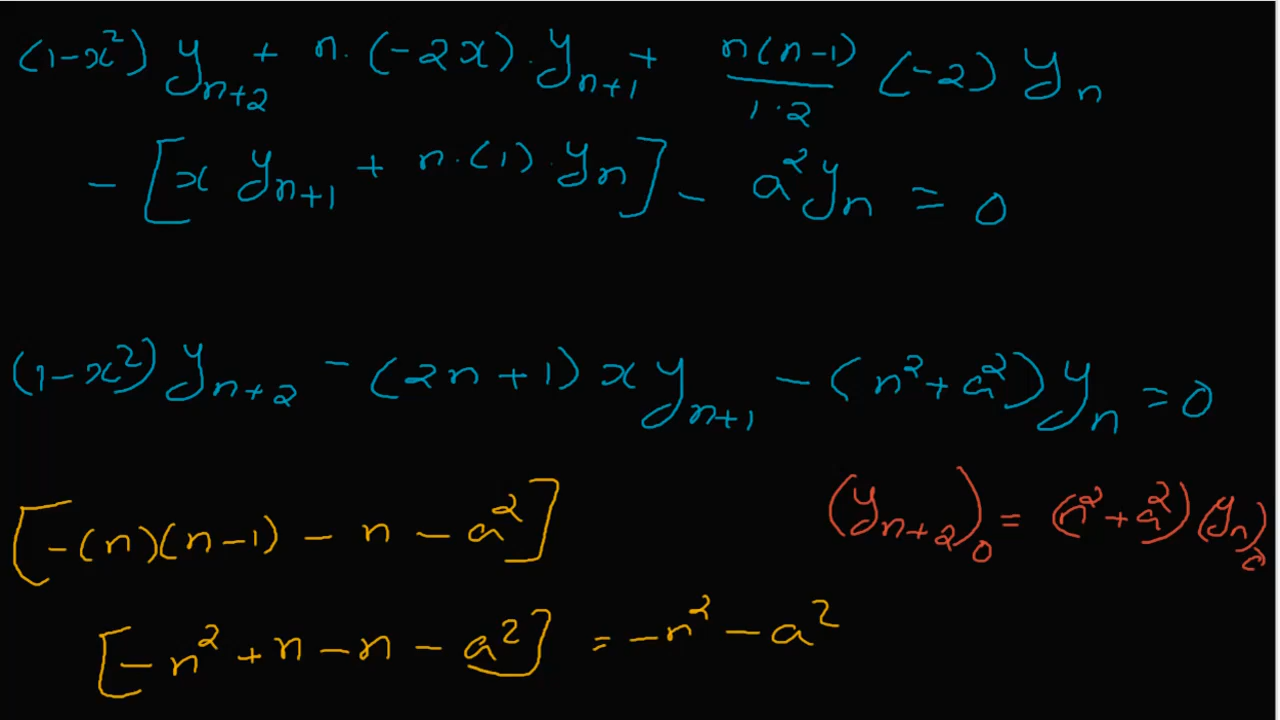 (1-x²) yₙ₊₂ + n·(-2x)·yₙ₊₁ + n(n-1)/1·2 (-2) yₙ
- [x yₙ₊₁ + n·(1)·yₙ] - a²yₙ = 0
(1-x²)yₙ₊₂ - (2n+1)xyₙ₊₁ - (n²+a²)yₙ = 0
[-(n)(n-1) - n - a²]
(yₙ₊₂)₀ = (n²+a²)(yₙ)₀
[-n²+n-n-a²] = -n²-a²